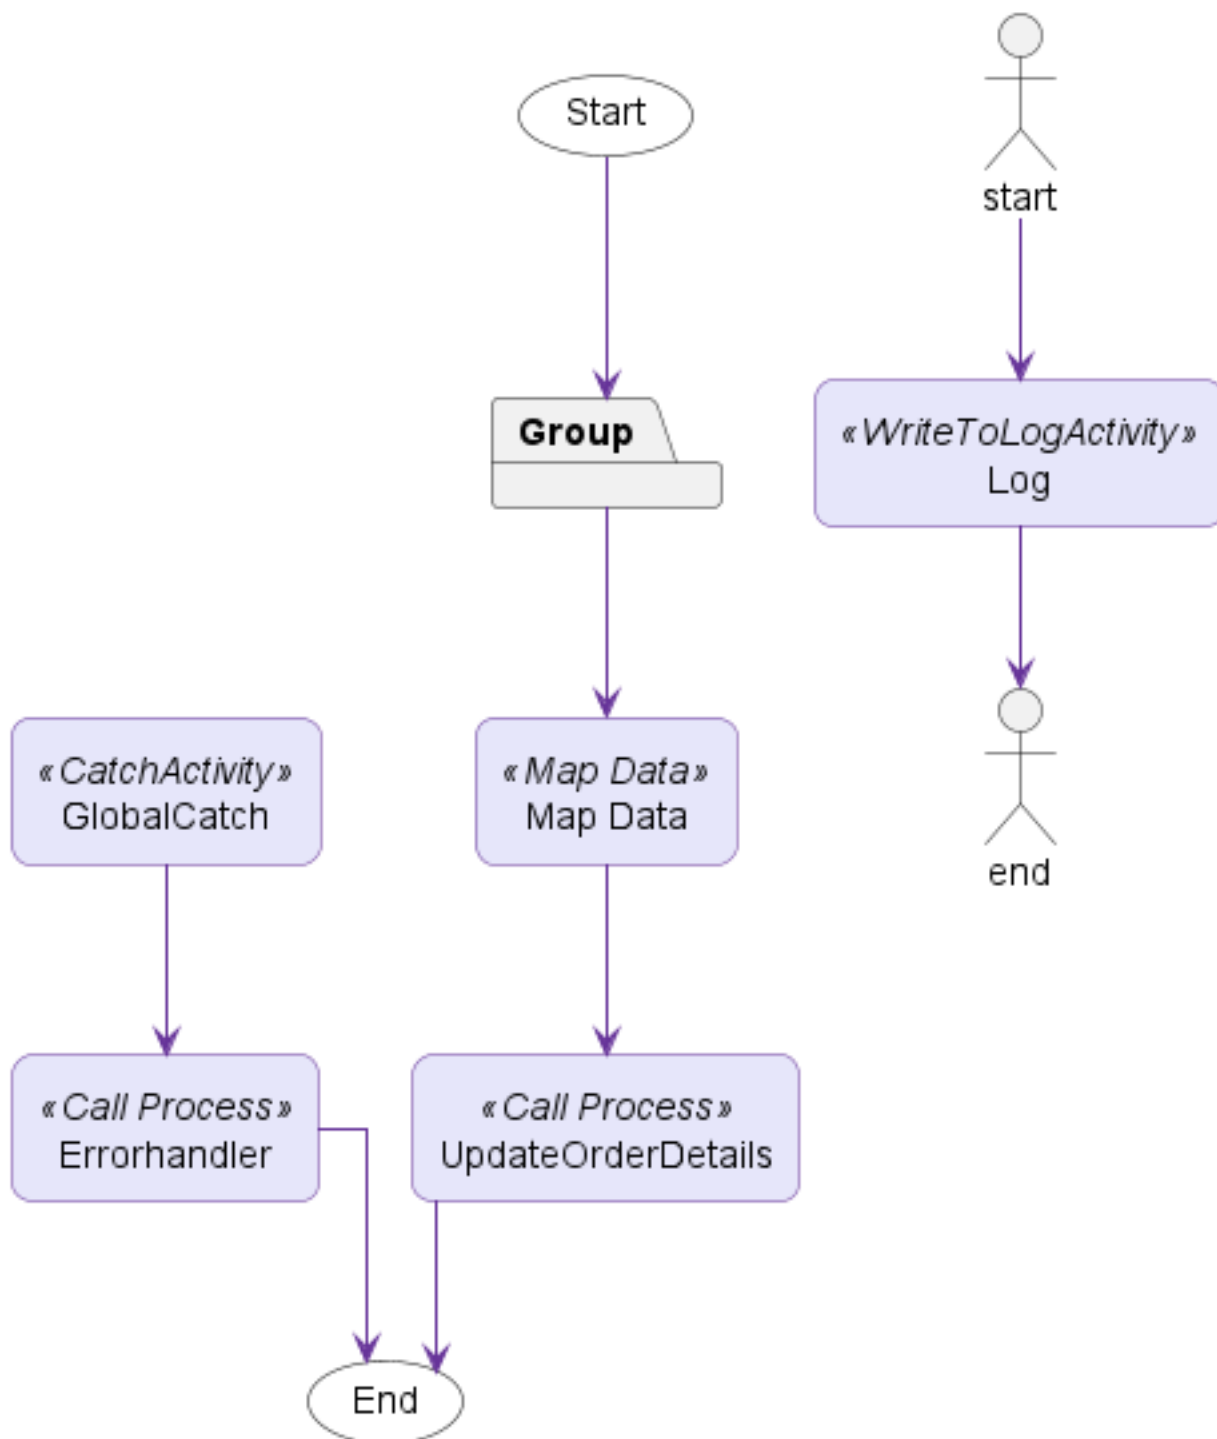 Start
start
Group
«WriteToLogActivity»
Log
«CatchActivity»
GlobalCatch
«Map Data»
Map Data
end
«Call Process»
Errorhandler
«Call Process»
UpdateOrderDetails
End